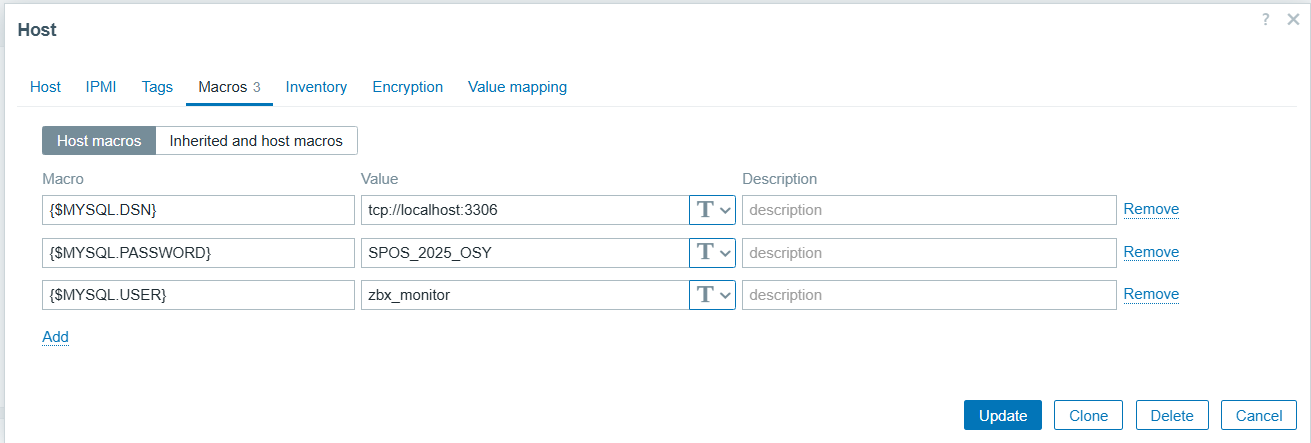 Host
?
Host IPMI Tags Macros 3 Inventory Encryption Value mapping
Host macros Inherited and host macros
Macro Value Description
{$MYSQL.DSN} tcp://localhost:3306 T description Remove
{$MYSQL.PASSWORD} SPOS_2025_OSY T description Remove
{$MYSQL.USER} zbx_monitor T description Remove
Add
Update Clone Delete Cancel